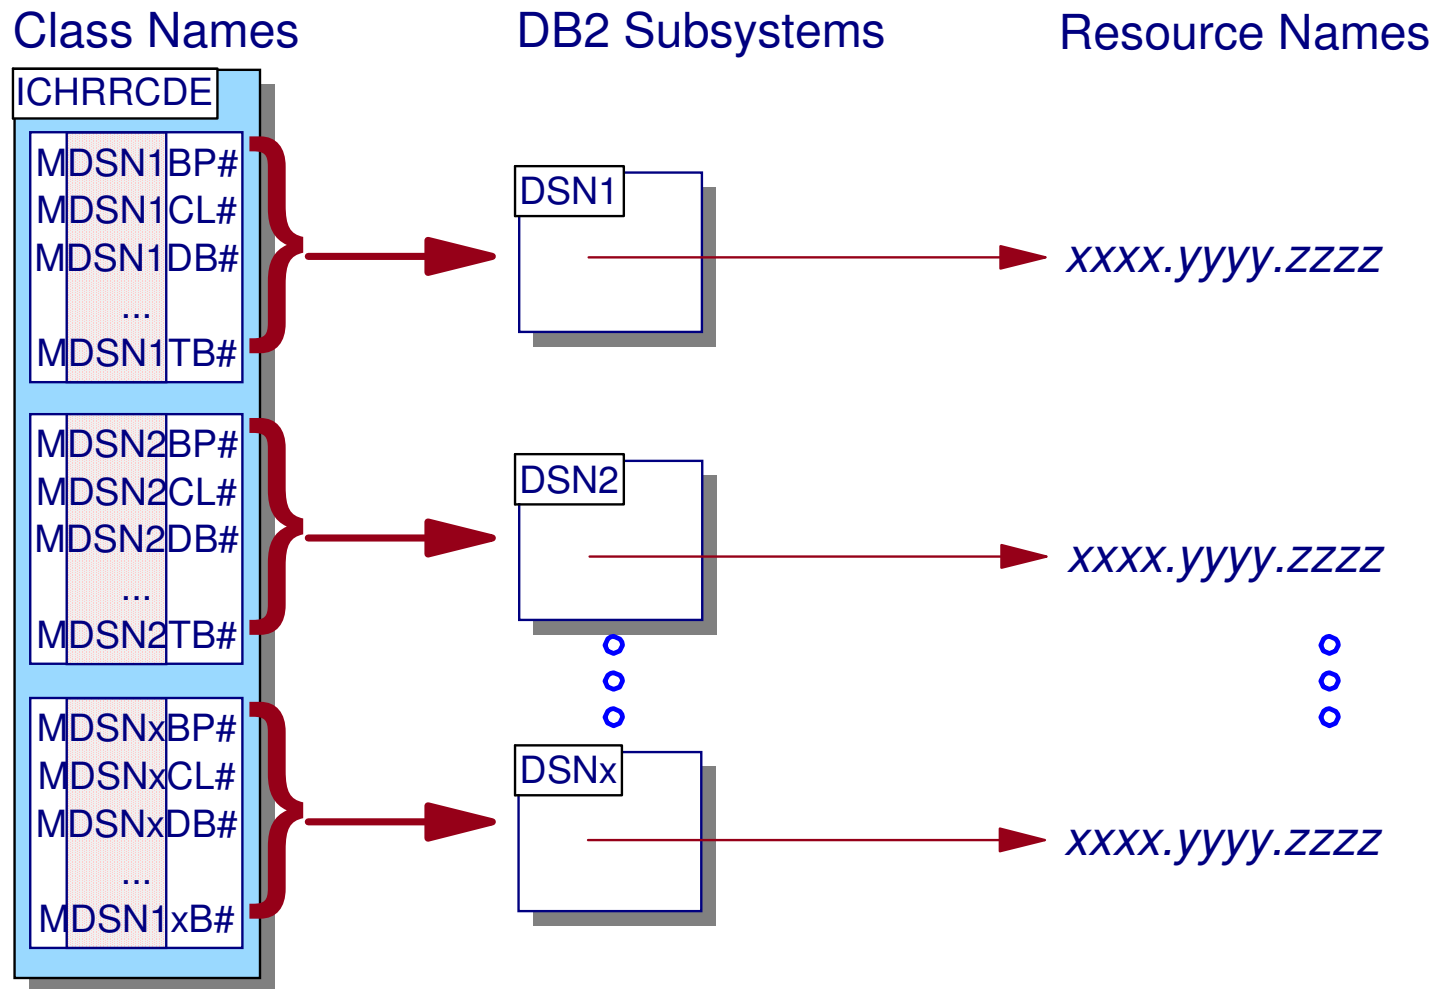 Class Names
DB2 Subsystems
Resource Names
ICHRRCDE
MDSN1BP#
MDSN1CL#
MDSN1DB#
...
MDSN1TB#
DSN1
xxxx.yyyy.zzzz
MDSN2BP#
MDSN2CL#
MDSN2DB#
...
MDSN2TB#
DSN2
xxxx.yyyy.zzzz
MDSNxBP#
MDSNxCL#
MDSNxDB#
...
MDSN1xB#
DSNx
xxxx.yyyy.zzzz